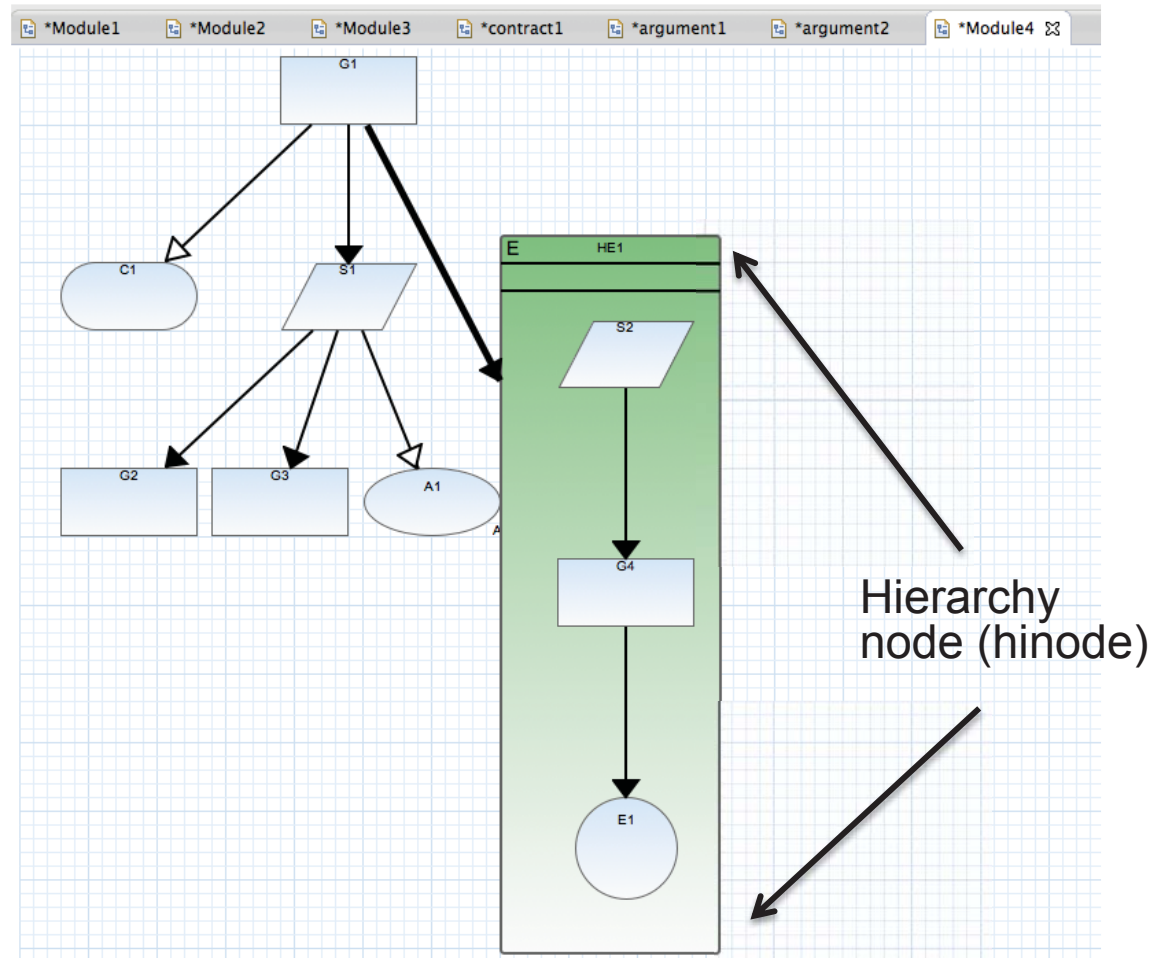 *Module1 *Module2 *Module3 *contract1 *argument1 *argument2 *Module4
G1
E HE1
C1 S1
S2
G2 G3 A1
A
G4
Hierarchy
node (hinode)
E1